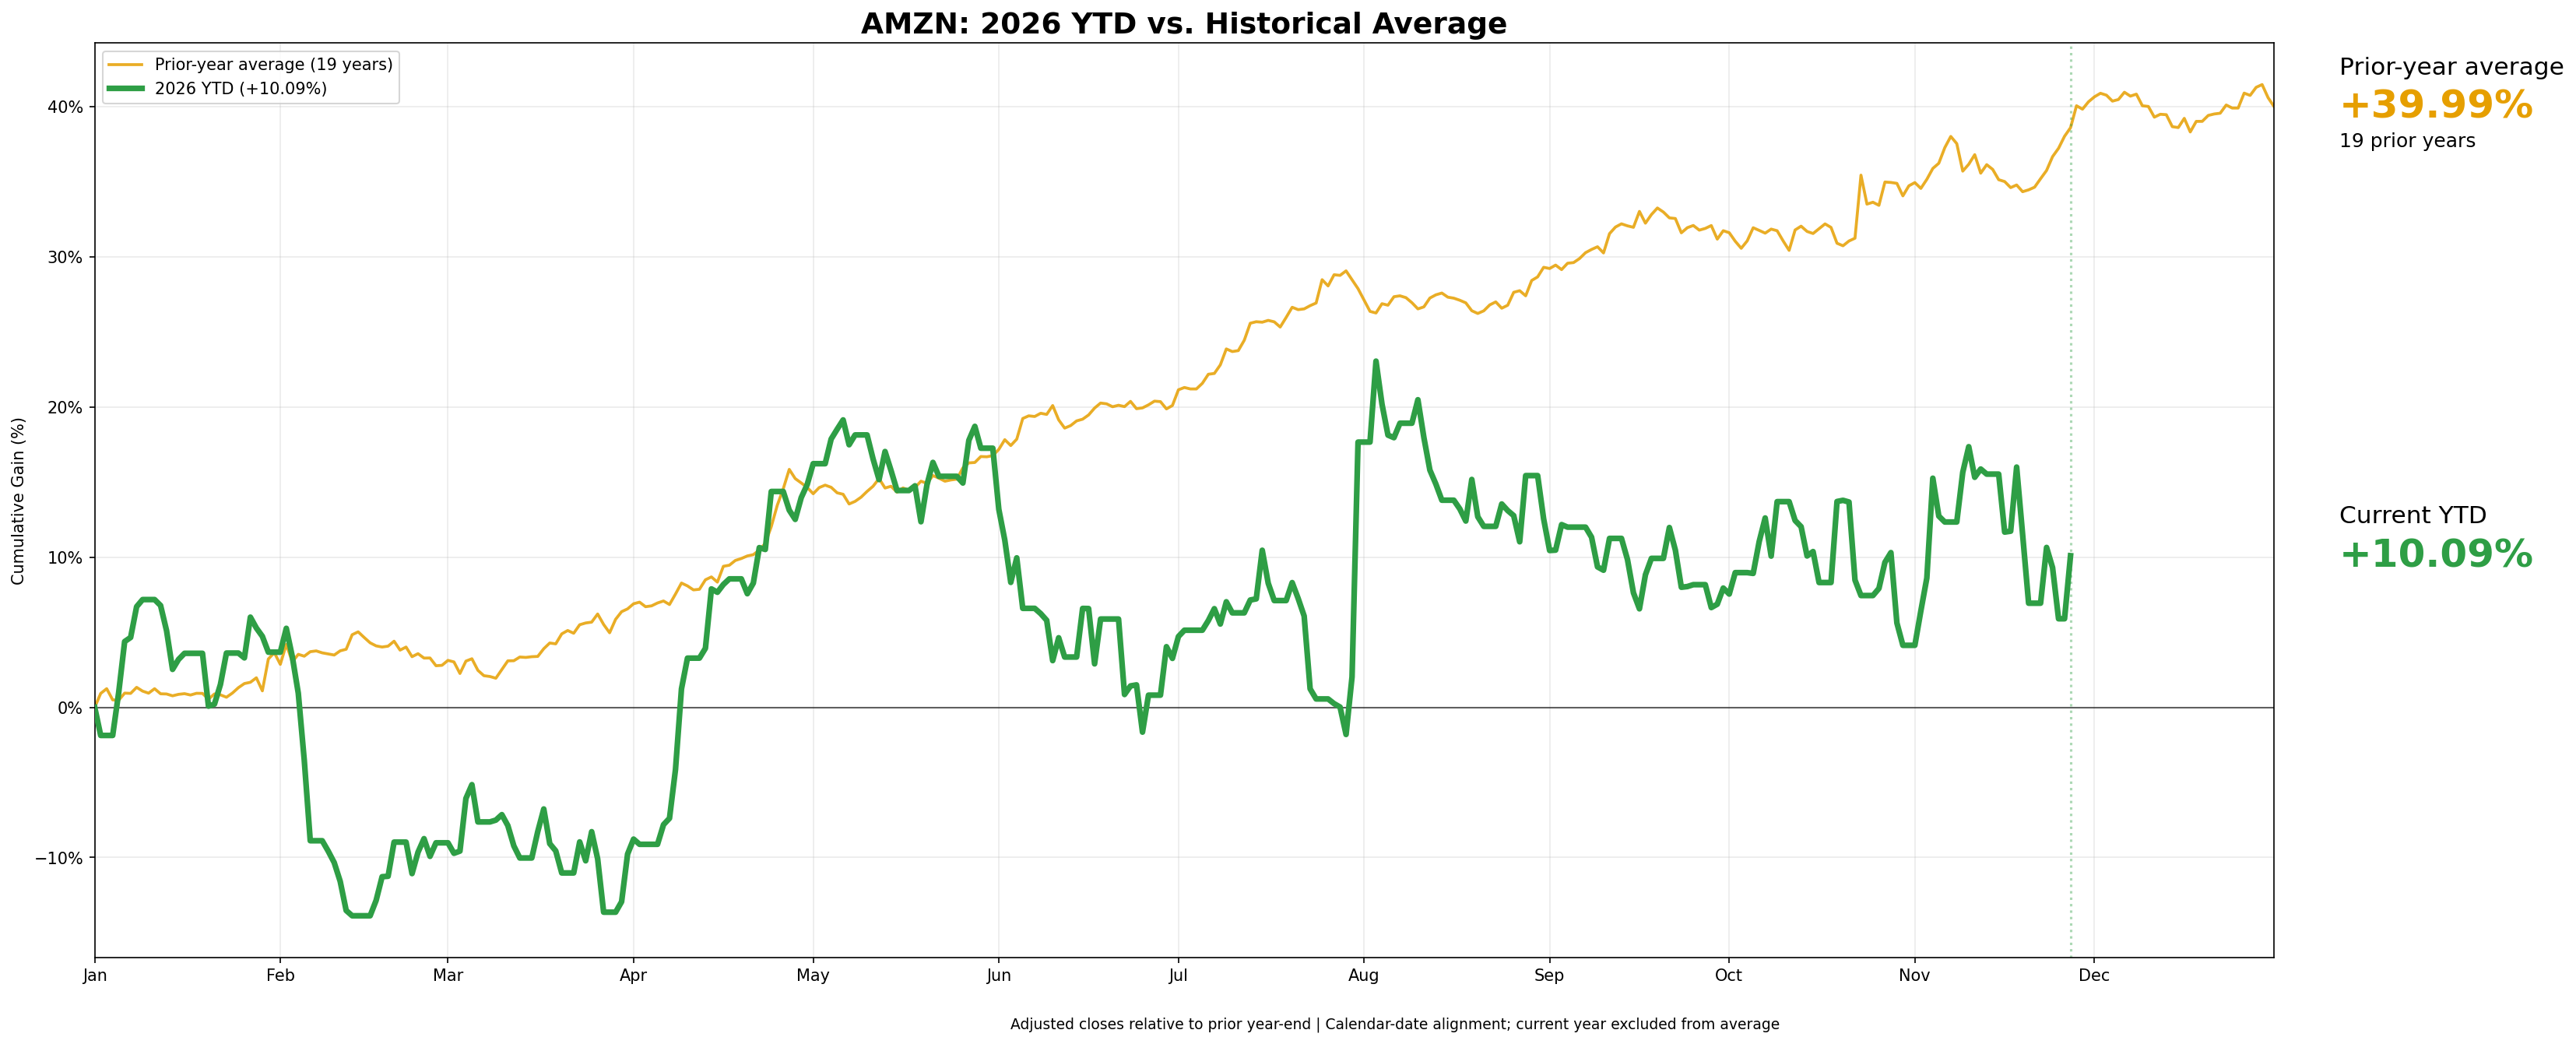 AMZN: 2026 YTD vs. Historical Average
Prior-year average (19 years)
2026 YTD (+10.09%)
Prior-year average
+39.99%
19 prior years
Current YTD
+10.09%
Cumulative Gain (%)
40%
30%
20%
10%
0%
−10%
Jan Feb Mar Apr May Jun Jul Aug Sep Oct Nov Dec
Adjusted closes relative to prior year-end | Calendar-date alignment; current year excluded from average